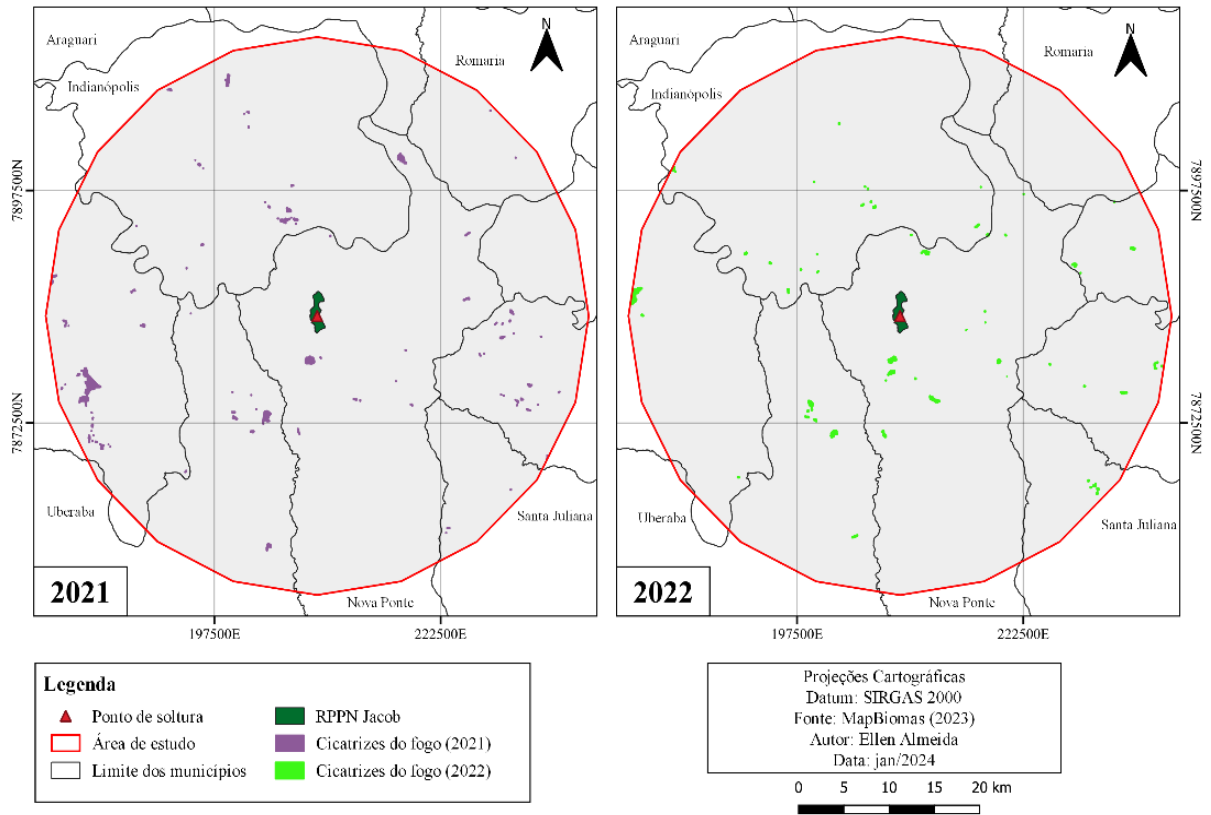 N
Araguari
Romaria
Indianópolis
7897500N
7872500N
Uberaba
Santa Juliana
2021
Nova Ponte
197500E
222500E
N
Araguari
Romaria
Indianópolis
7897500N
7872500N
Uberaba
Santa Juliana
2022
Nova Ponte
197500E
222500E
Legenda
Ponto de soltura
Área de estudo
Limite dos municípios
RPPN Jacob
Cicatrizes do fogo (2021)
Cicatrizes do fogo (2022)
Projeções Cartográficas
Datum: SIRGAS 2000
Fonte: MapBiomas (2023)
Autor: Ellen Almeida
Data: jan/2024
0 5 10 15 20 km